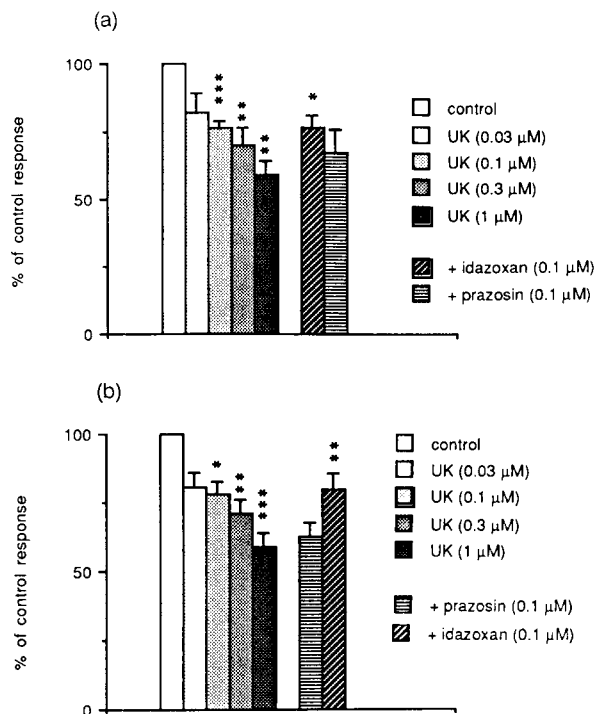 (a)
% of control response
100
50
0
***
**
**
*
control
UK (0.03 µM)
UK (0.1 µM)
UK (0.3 µM)
UK (1 µM)
+ idazoxan (0.1 µM)
+ prazosin (0.1 µM)
(b)
% of control response
100
50
0
*
**
***
**
control
UK (0.03 µM)
UK (0.1 µM)
UK (0.3 µM)
UK (1 µM)
+ prazosin (0.1 µM)
+ idazoxan (0.1 µM)